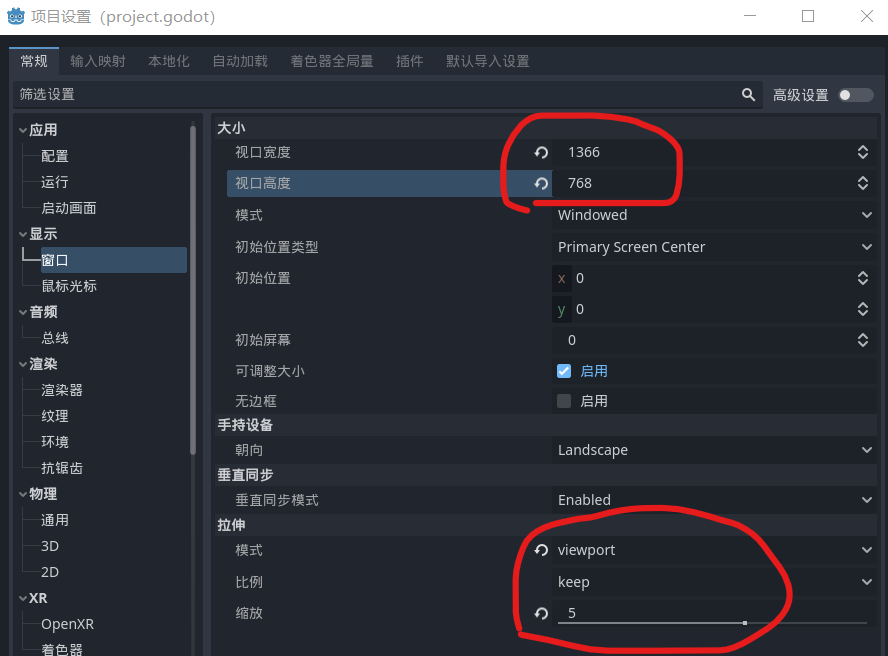 项目设置（project.godot）
常规 输入映射 本地化 自动加载 着色器全局量 插件 默认导入设置
筛选设置 高级设置
应用
配置
运行
启动画面
显示
窗口
鼠标光标
音频
总线
渲染
渲染器
纹理
环境
抗锯齿
物理
通用
3D
2D
XR
OpenXR
着色器
大小
视口宽度 1366
视口高度 768
模式 Windowed
初始位置类型 Primary Screen Center
初始位置 x 0
y 0
初始屏幕 0
可调整大小 启用
无边框 启用
手持设备
朝向 Landscape
垂直同步
垂直同步模式 Enabled
拉伸
模式 viewport
比例 keep
缩放 5